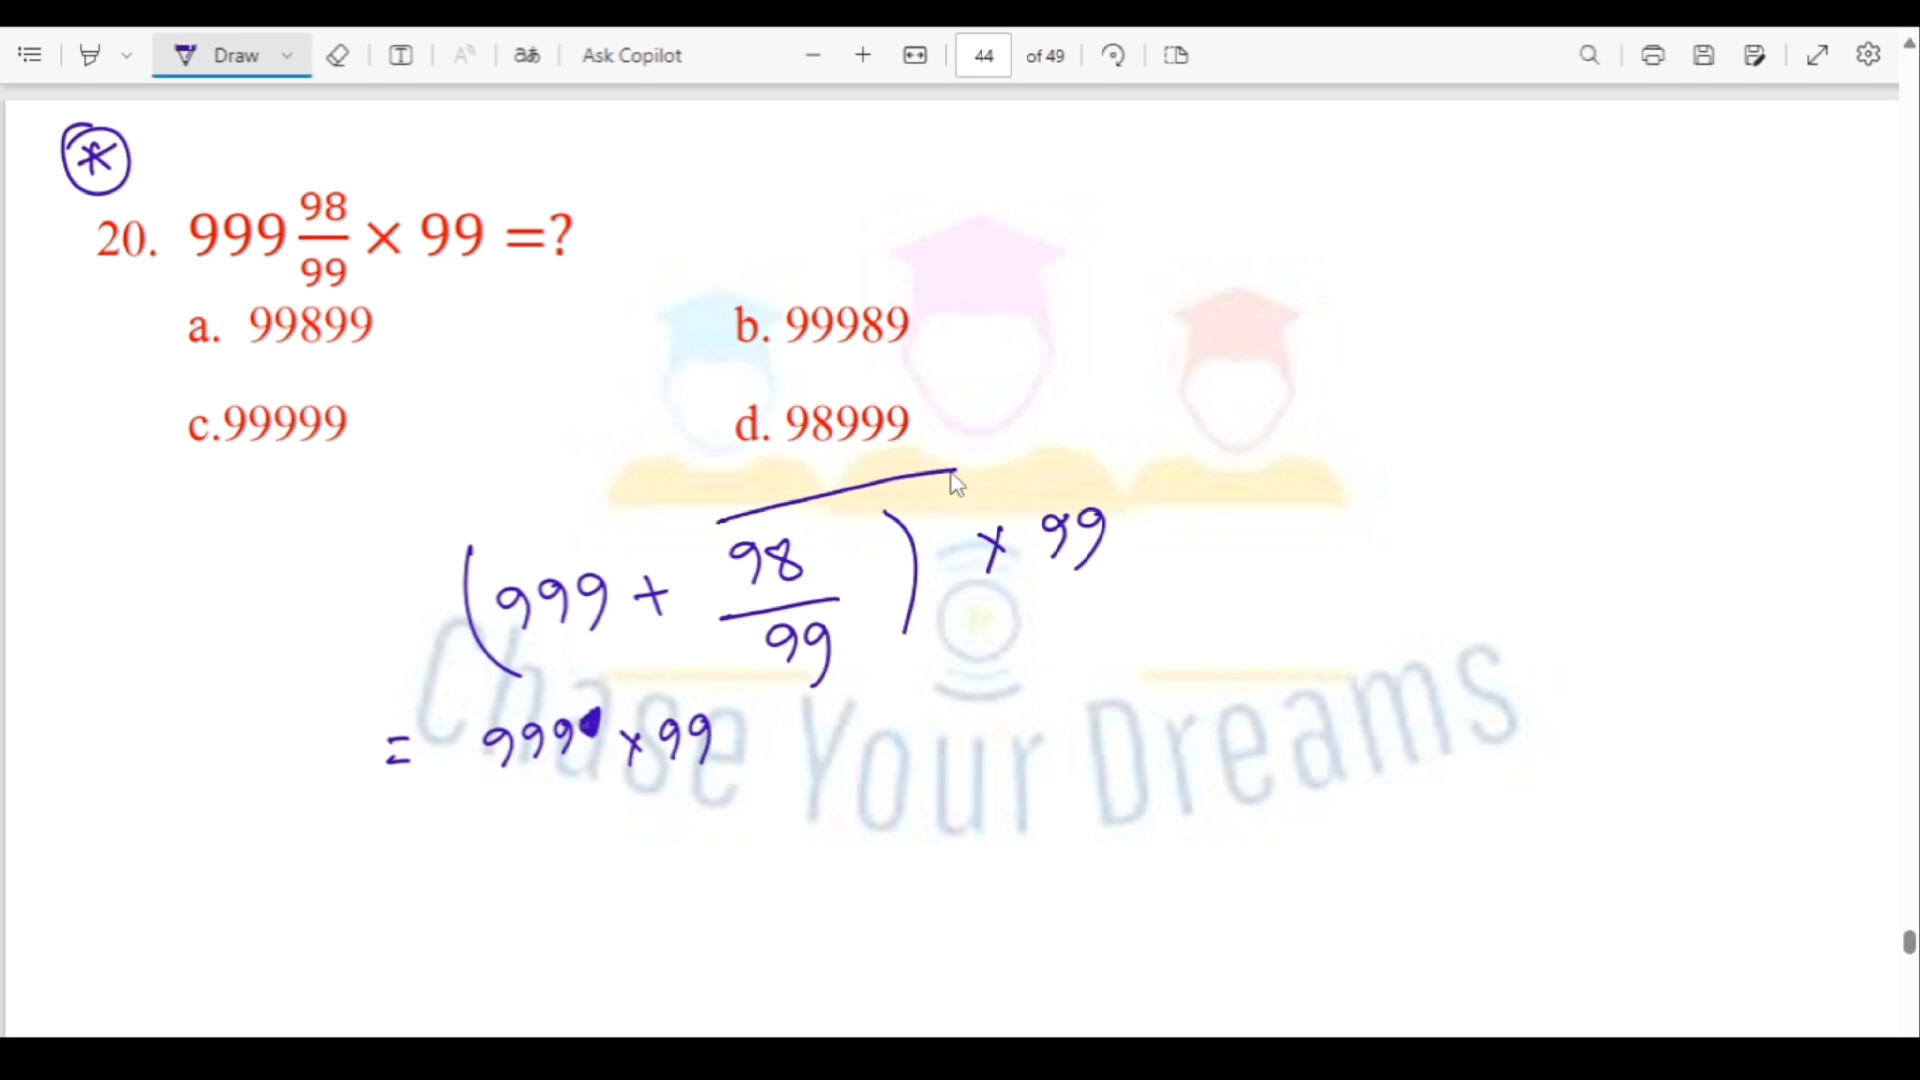 Draw Ask Copilot 44 of 49
*
20. 999 98/99 × 99 =?
a. 99899 b. 99989
c.99999 d. 98999
(999 + 98/99) × 99
= 999 × 99
Chase Your Dreams